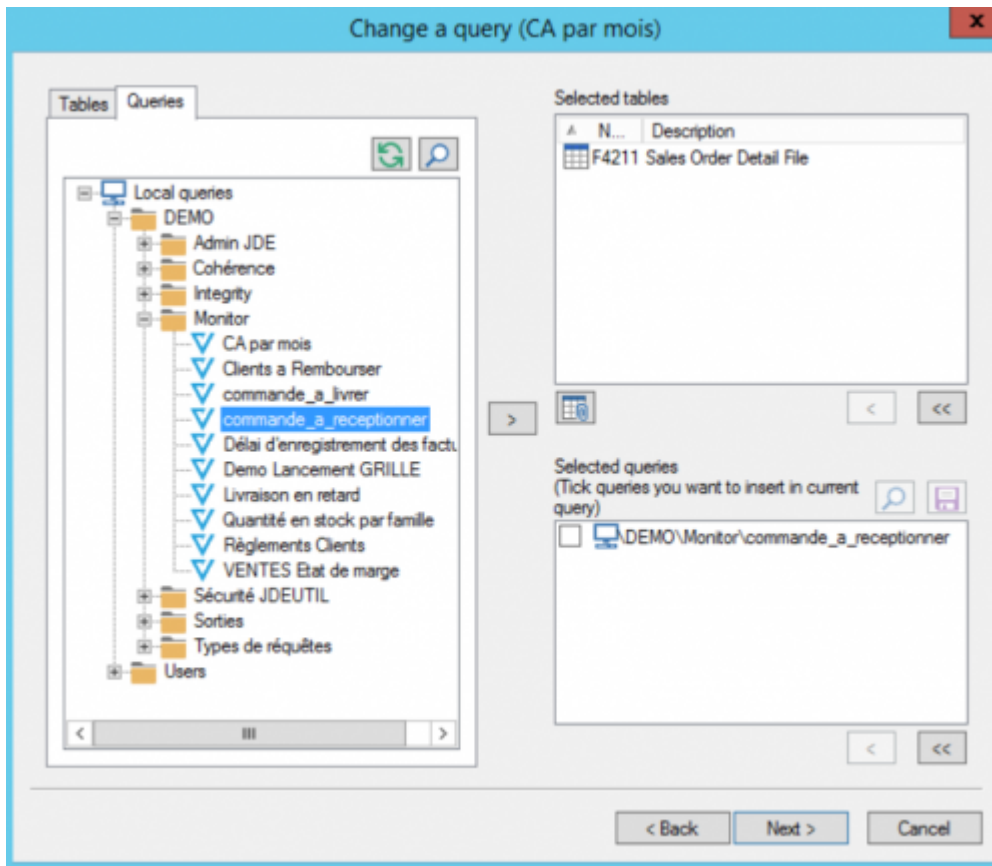 Change a query (CA par mois)
x
Tables
Queries
Local queries
DEMO
Admin JDE
Cohérence
Integrity
Monitor
CA par mois
Clients a Rembourser
commande_a_livrer
commande_a_receptionner
Délai d'enregistrement des factu
Demo Lancement GRILLE
Livraison en retard
Quantité en stock par famille
Règlements Clients
VENTES Etat de marge
Sécurité JDEUTIL
Sorties
Types de réquêtes
Users
>
Selected tables
N... Description
F4211 Sales Order Detail File
< <<
Selected queries
(Tick queries you want to insert in current
query)
\DEMO\Monitor\commande_a_receptionner
< <<
< Back Next > Cancel